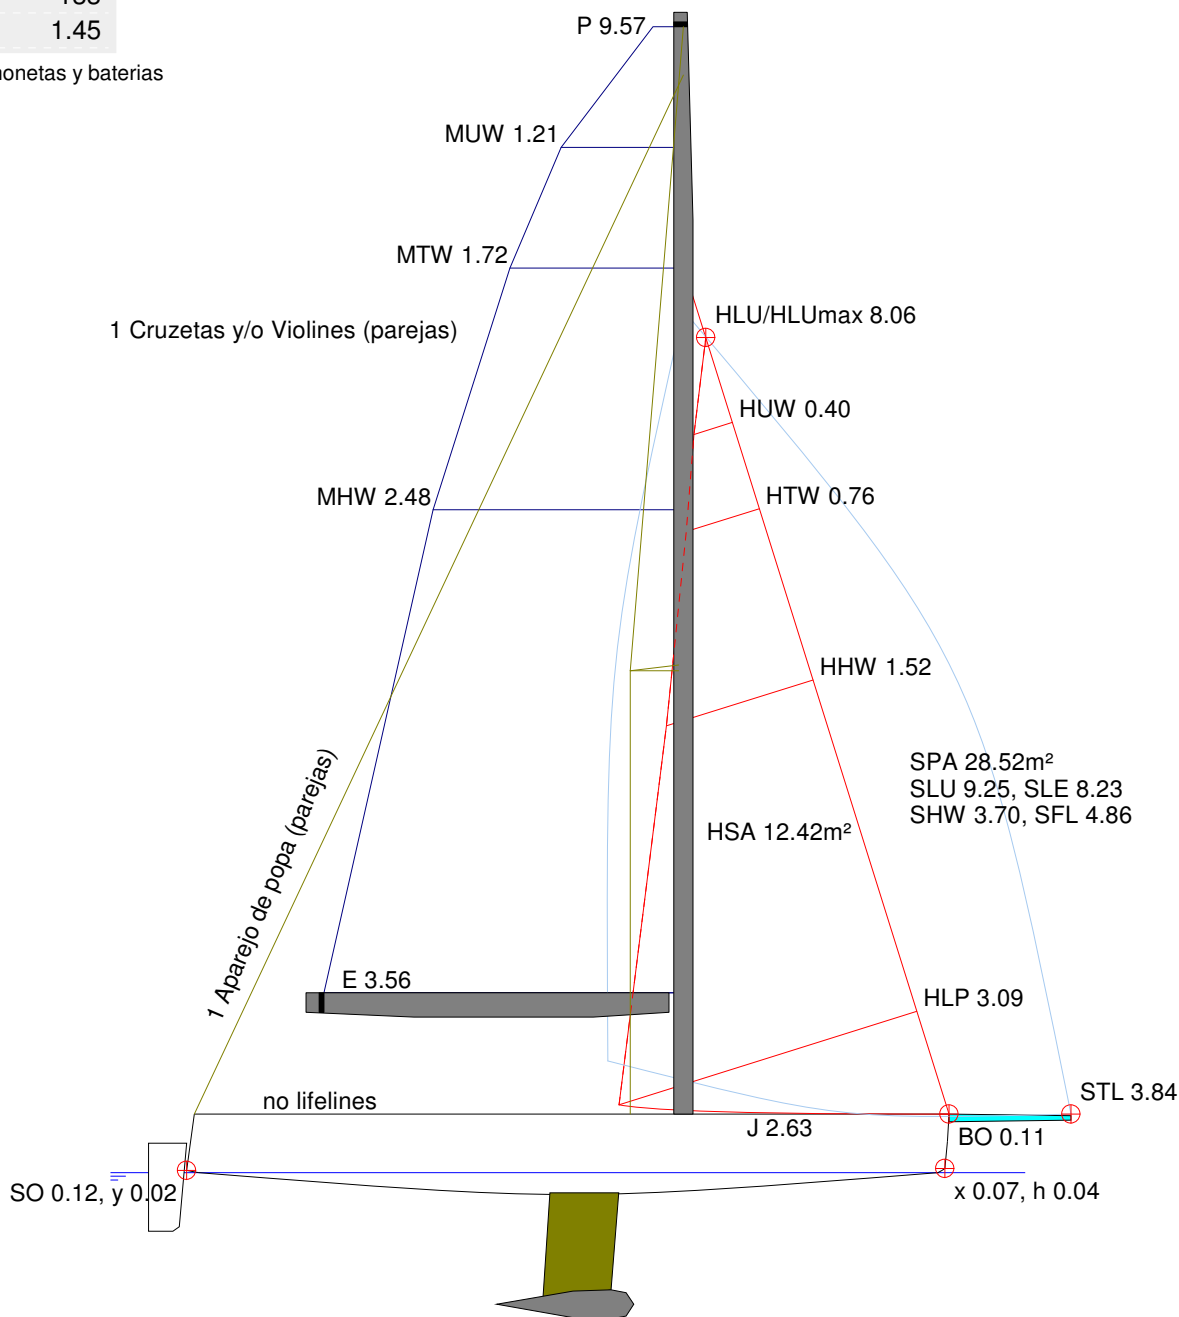 1.45
P 9.57
y baterias
MUW 1.21
MTW 1.72
HLU/HLUmax 8.06
1 Cruzetas y/o Violines (parejas)
HUW 0.40
MHW 2.48
HTW 0.76
HHW 1.52
SPA 28.52m²
SLU 9.25, SLE 8.23
SHW 3.70, SFL 4.86
HSA 12.42m²
1 Aparejo de popa (parejas)
E 3.56
HLP 3.09
STL 3.84
no lifelines
J 2.63
BO 0.11
SO 0.12, y 0.02
x 0.07, h 0.04